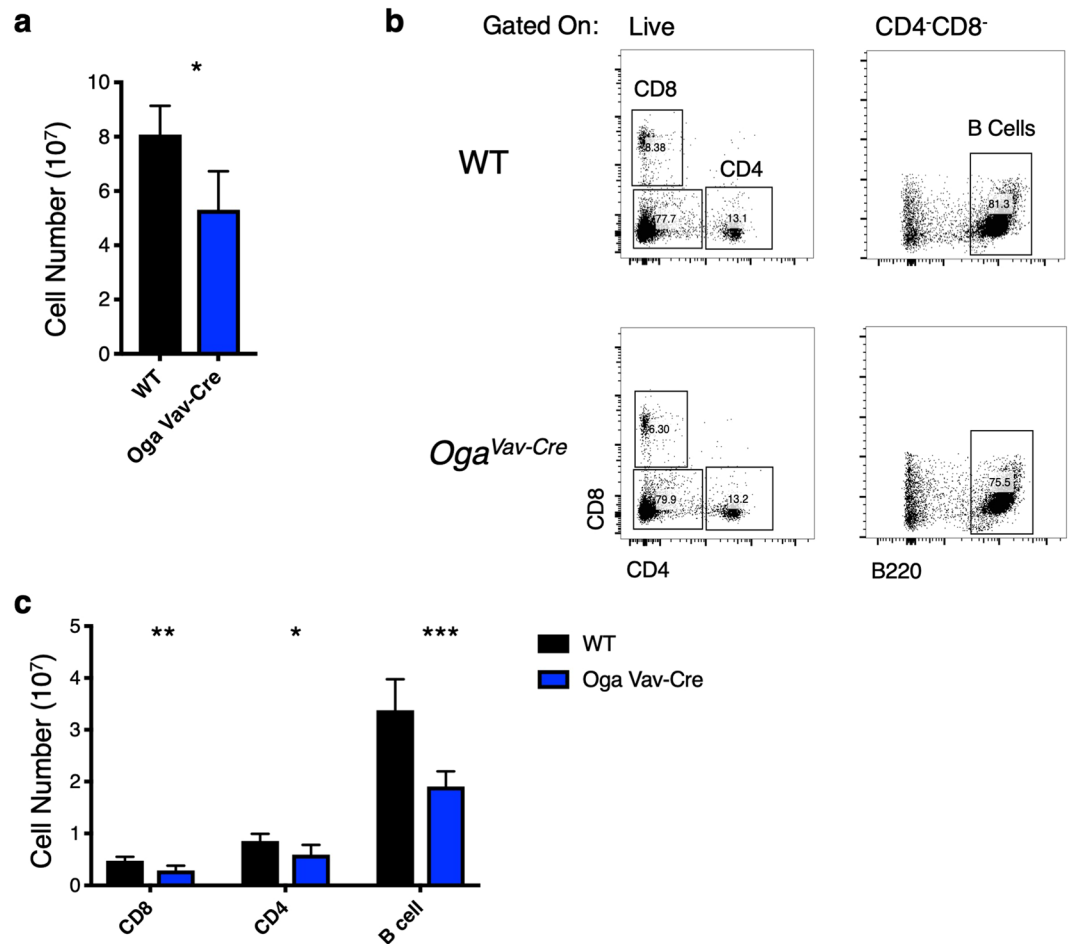 a
*
Cell Number (10⁷)
10
8
6
4
2
0
WT
Oga Vav-Cre
b
Gated On: Live CD4⁻CD8⁻
WT
CD8
8.38
CD4
77.7
13.1
B Cells
81.3
Oga^Vav-Cre
6.30
79.9
13.2
75.5
CD8
CD4
B220
c
** * ***
Cell Number (10⁷)
5
4
3
2
1
0
CD8
CD4
B cell
WT
Oga Vav-Cre